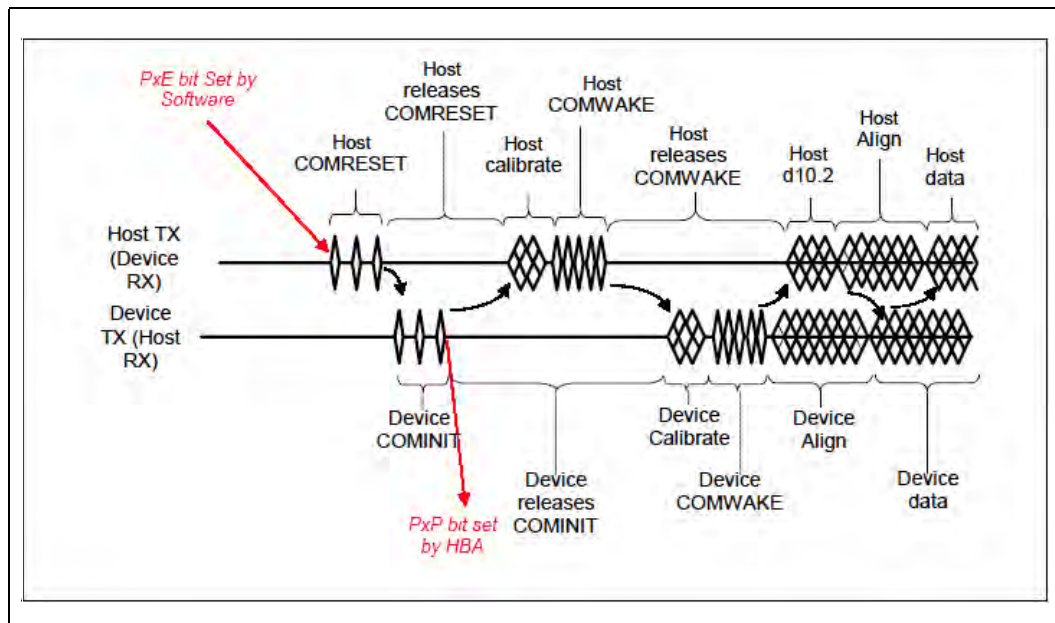 PxE bit Set by
Software
Host
COMRESET
Host
releases
COMRESET
Host
calibrate
Host
COMWAKE
Host
releases
COMWAKE
Host
d10.2
Host
Align
Host
data
Host TX
(Device
RX)
Device
TX (Host
RX)
Device
COMINIT
PxP bit set
by HBA
Device
releases
COMINIT
Device
Calibrate
Device
COMWAKE
Device
Align
Device
data